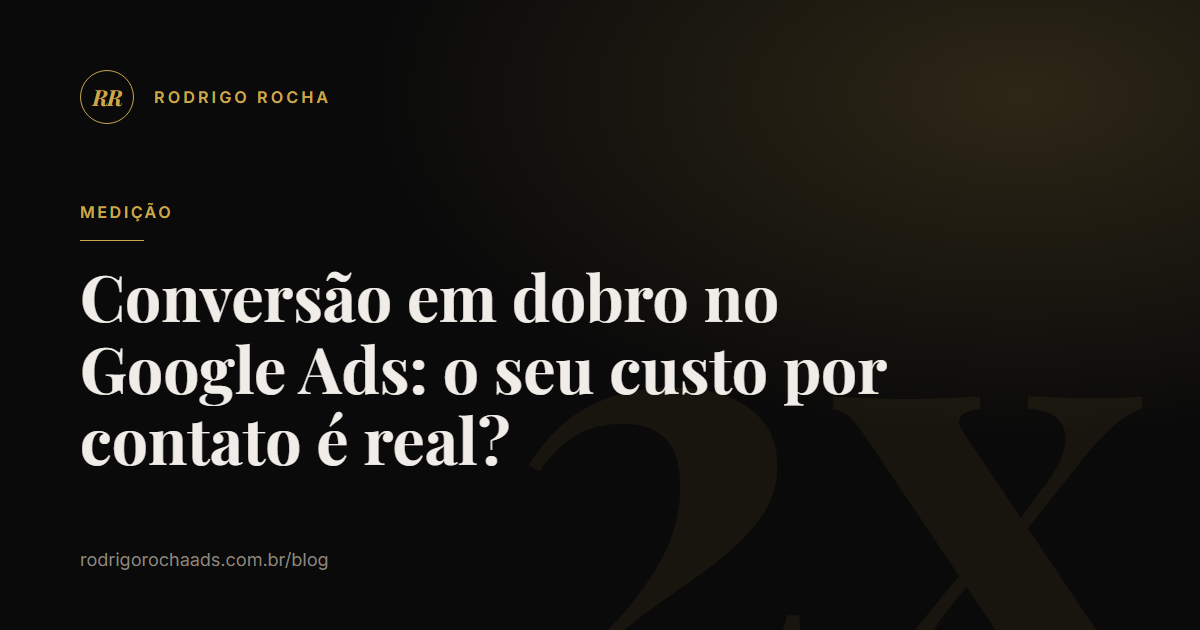 RR
RODRIGO ROCHA
MEDIÇÃO
Conversão em dobro no
Google Ads: o seu custo por
contato é real?
2x
rodrigorochaads.com.br/blog